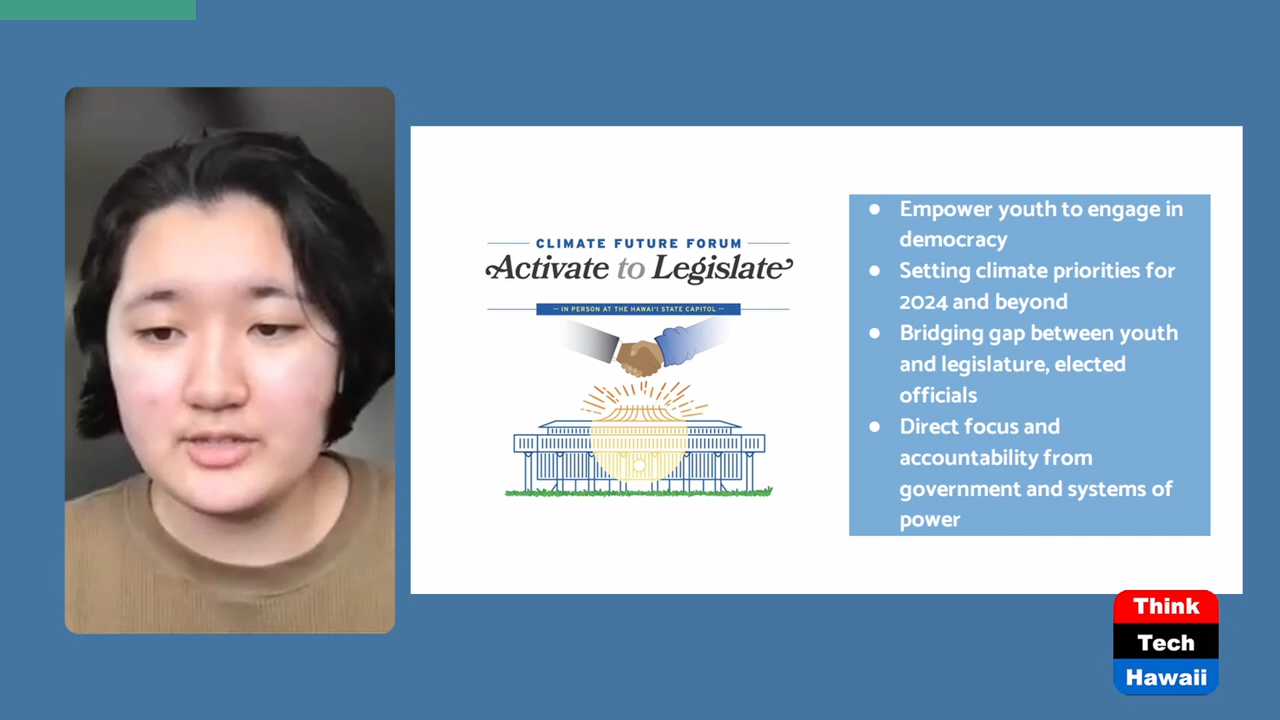 CLIMATE FUTURE FORUM
Activate to Legislate
— IN PERSON AT THE HAWAI'I STATE CAPITOL —
● Empower youth to engage in
democracy
● Setting climate priorities for
2024 and beyond
● Bridging gap between youth
and legislature, elected
officials
● Direct focus and
accountability from
government and systems of
power
Think
Tech
Hawaii